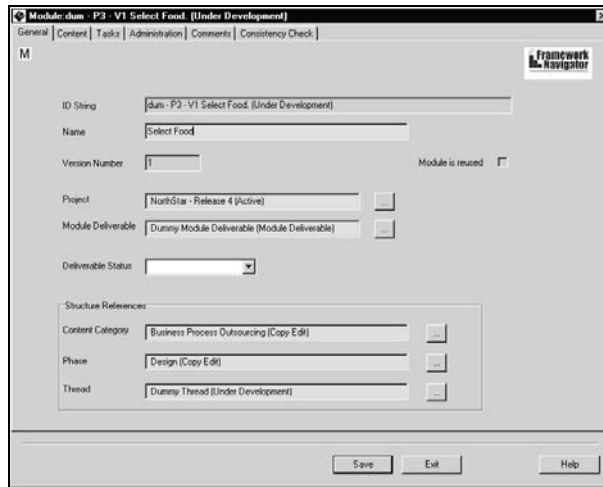 Module:dum - P3 - V1 Select Food. (Under Development)
General Content Tasks Administration Comments Consistency Check
M
Framework
Navigator
ID String dum - P3 - V1 Select Food. (Under Development)
Name Select Food
Version Number 1 Module is reused
Project NorthStar - Release 4 (Active) ...
Module Deliverable Dummy Module Deliverable (Module Deliverable) ...
Deliverable Status
Structure References
Content Category Business Process Outsourcing (Copy Edit) ...
Phase Design (Copy Edit) ...
Thread Dummy Thread (Under Development) ...
Save Exit Help